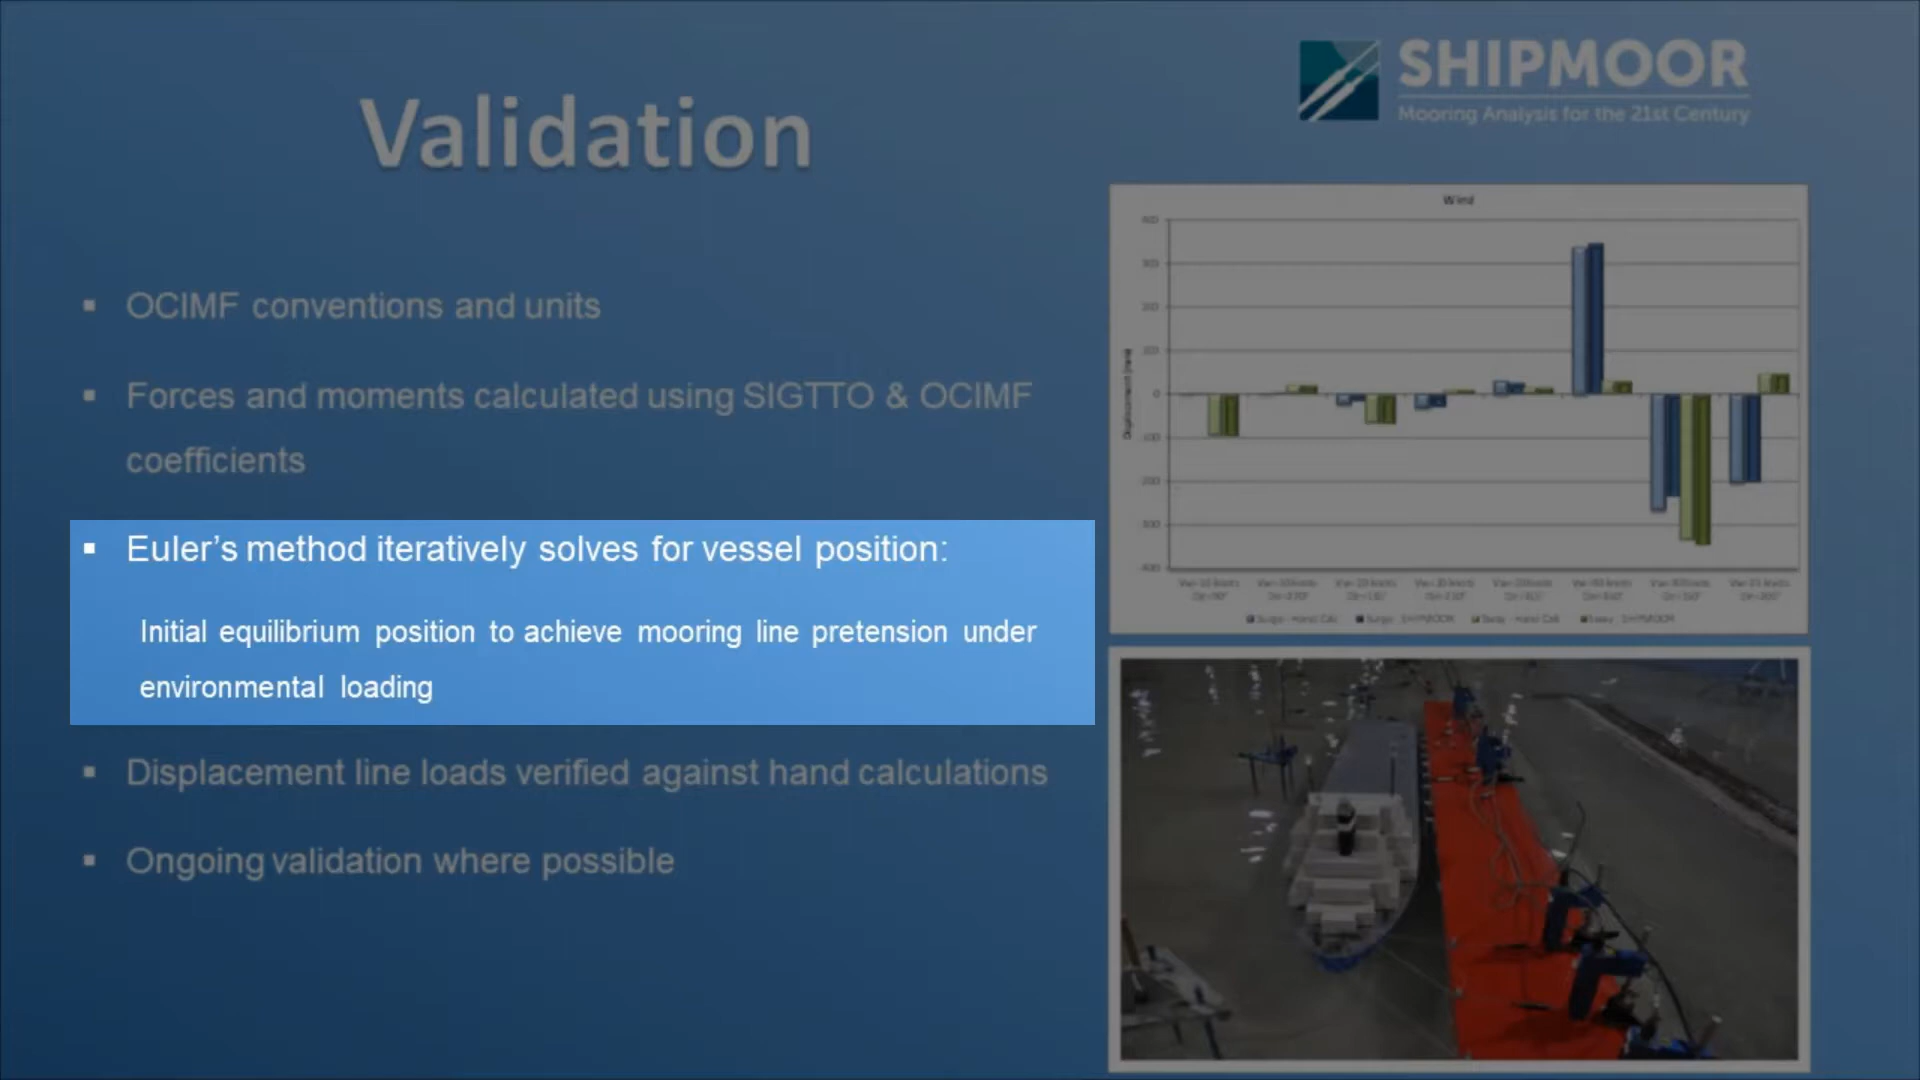 SHIPMOOR
Mooring Analysis for the 21st Century
Validation
▪ OCIMF conventions and units
▪ Forces and moments calculated using SIGTTO & OCIMF
coefficients
▪ Euler’s method iteratively solves for vessel position:
Initial equilibrium position to achieve mooring line pretension under
environmental loading
▪ Displacement line loads verified against hand calculations
▪ Ongoing validation where possible
Wind
0